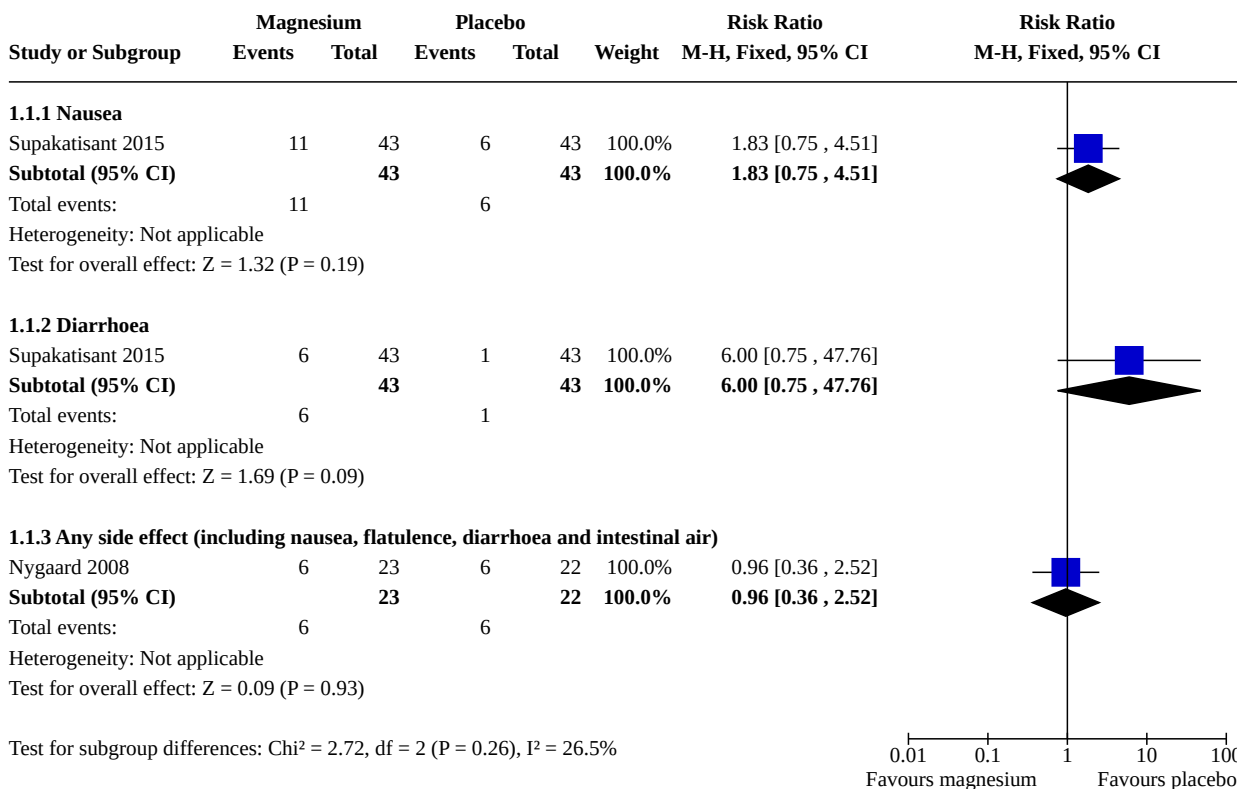 Magnesium Placebo Risk Ratio Risk Ratio
Study or Subgroup Events Total Events Total Weight M-H, Fixed, 95% CI M-H, Fixed, 95% CI
1.1.1 Nausea
Supakatisant 2015 11 43 6 43 100.0% 1.83 [0.75 , 4.51]
Subtotal (95% CI) 43 43 100.0% 1.83 [0.75 , 4.51]
Total events: 11 6
Heterogeneity: Not applicable
Test for overall effect: Z = 1.32 (P = 0.19)
1.1.2 Diarrhoea
Supakatisant 2015 6 43 1 43 100.0% 6.00 [0.75 , 47.76]
Subtotal (95% CI) 43 43 100.0% 6.00 [0.75 , 47.76]
Total events: 6 1
Heterogeneity: Not applicable
Test for overall effect: Z = 1.69 (P = 0.09)
1.1.3 Any side effect (including nausea, flatulence, diarrhoea and intestinal air)
Nygaard 2008 6 23 6 22 100.0% 0.96 [0.36 , 2.52]
Subtotal (95% CI) 23 22 100.0% 0.96 [0.36 , 2.52]
Total events: 6 6
Heterogeneity: Not applicable
Test for overall effect: Z = 0.09 (P = 0.93)
Test for subgroup differences: Chi² = 2.72, df = 2 (P = 0.26), I² = 26.5%
0.01 0.1 1 10 100
Favours magnesium Favours placebo